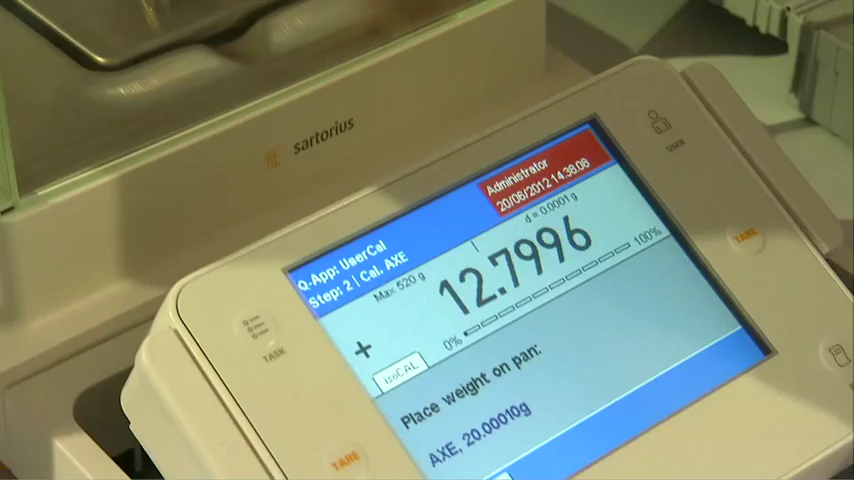 sartorius
USER
Administrator
20/06/2012 14.38.08
Q-App: UserCal
Step: 2 | Cal. AXE
Max 520 g
d = 0.0001 g
+ 12.7996
0%
100%
isoCAL
Place weight on pan:
AXE, 20.00010g
TASK
TARE
TARE